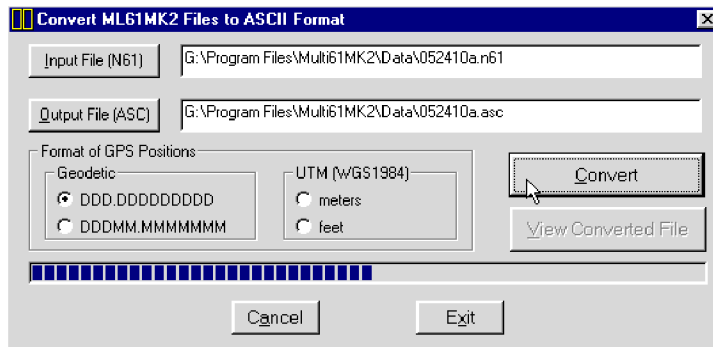 Convert ML61MK2 Files to ASCII Format
Input File (N61)
G:\Program Files\Multi61MK2\Data\052410a.n61
Output File (ASC)
G:\Program Files\Multi61MK2\Data\052410a.asc
Format of GPS Positions
Geodetic
DDD.DDDDDDDDD
DDDMM.MMMMMMM
UTM (WGS1984)
meters
feet
Convert
View Converted File
Cancel
Exit